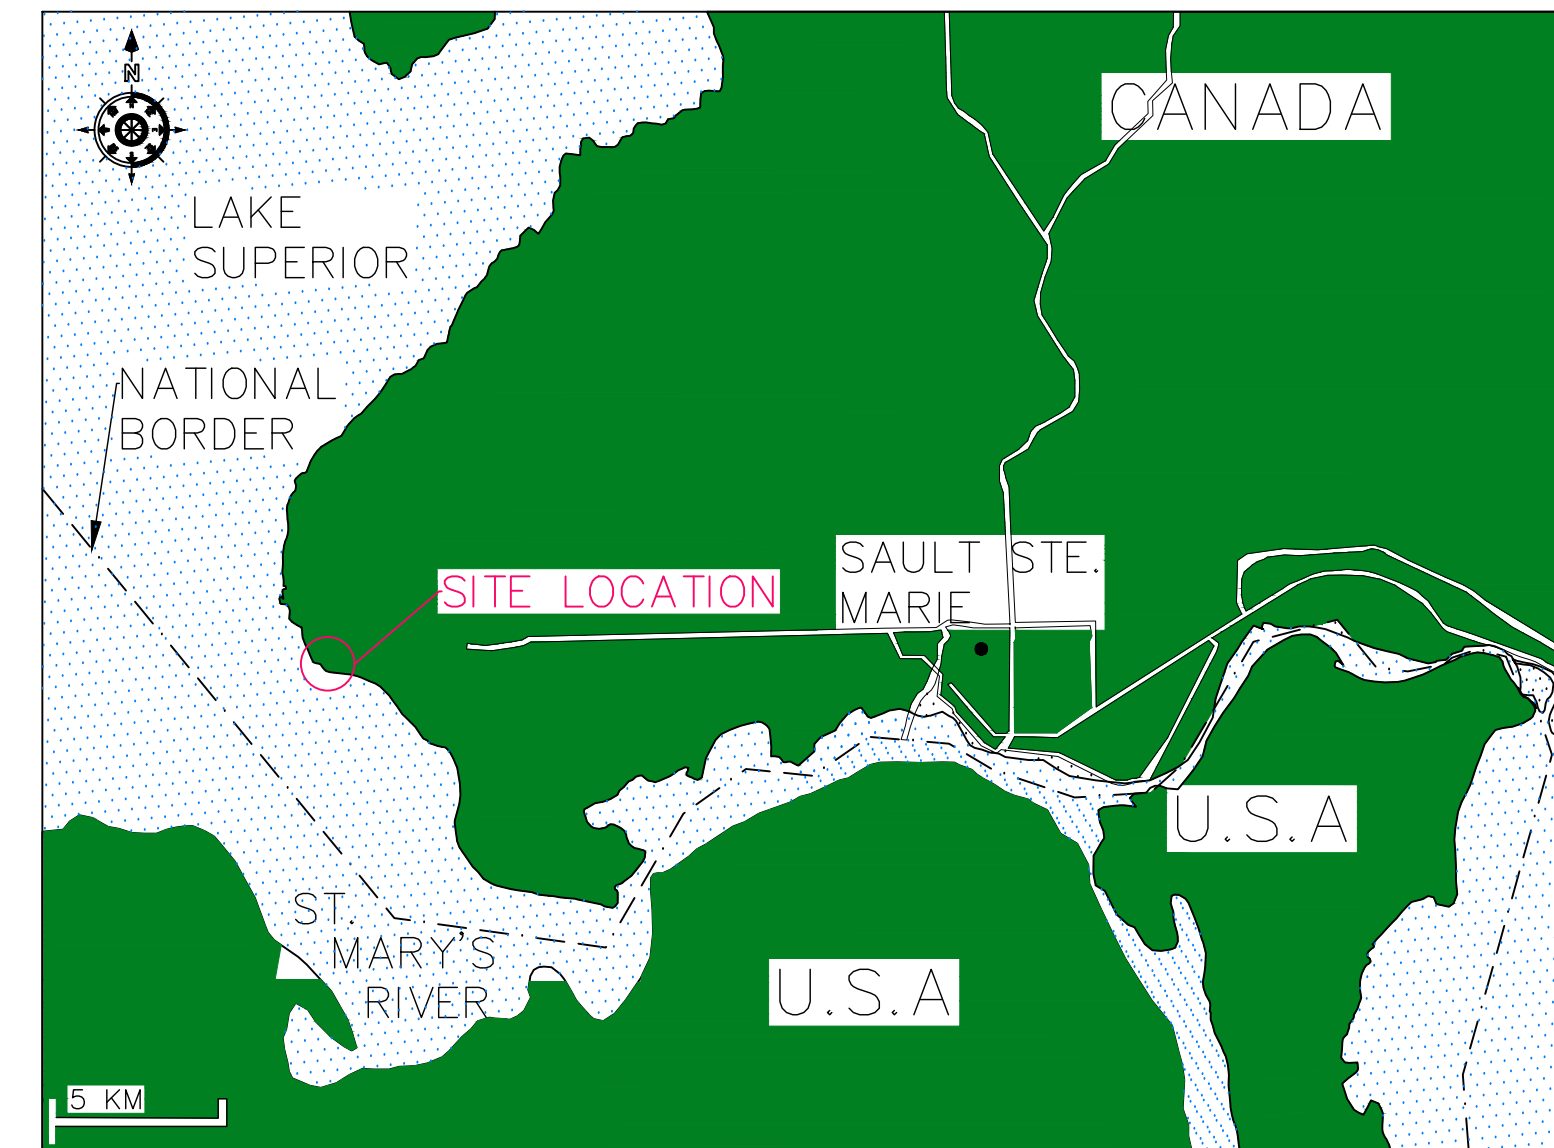 N
CANADA
LAKE
SUPERIOR
NATIONAL
BORDER
SITE LOCATION
SAULT STE.
MARIE
U.S.A
ST.
MARY'S
RIVER
U.S.A
5 KM